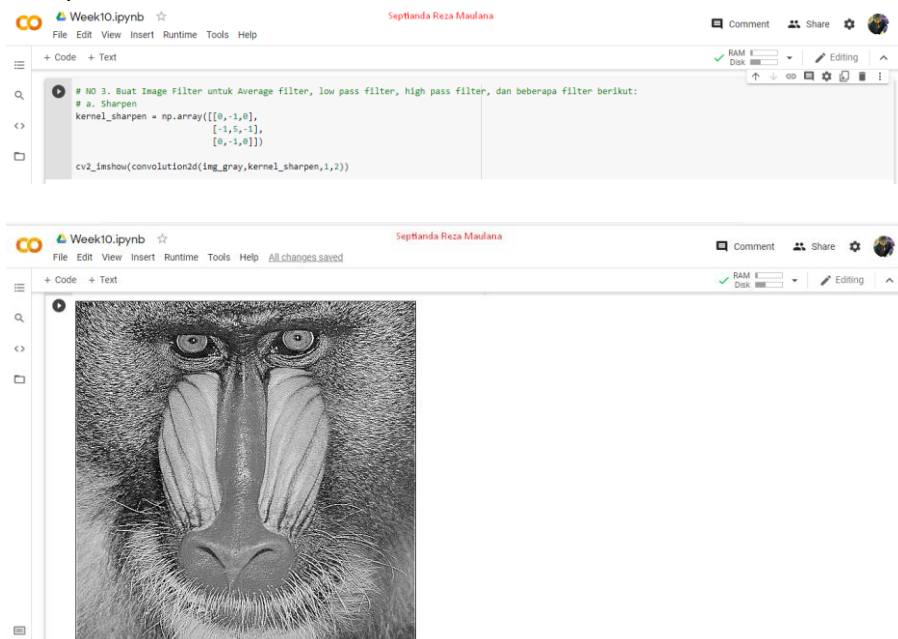 Week10.ipynb
Septianda Reza Maulana
Comment
Share
File Edit View Insert Runtime Tools Help
+ Code + Text
RAM
Disk
Editing
# NO 3. Buat Image Filter untuk Average filter, low pass filter, high pass filter, dan beberapa filter berikut:
# a. Sharpen
kernel_sharpen = np.array([[0,-1,0],
[-1,5,-1],
[0,-1,0]])
cv2_imshow(convolution2d(img_gray,kernel_sharpen,1,2))
Week10.ipynb
Septianda Reza Maulana
Comment
Share
File Edit View Insert Runtime Tools Help All changes saved
+ Code + Text
RAM
Disk
Editing